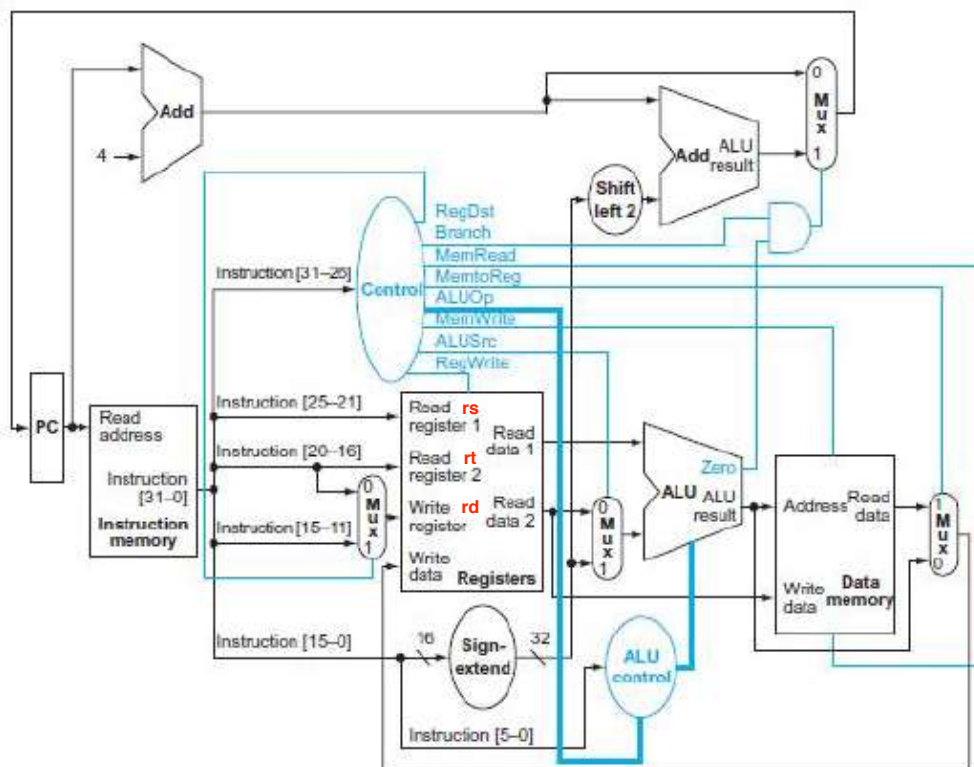 Add
4
0
Mux
1
Add
ALU
result
Shift
left 2
RegDst
Branch
MemRead
MemtoReg
ALUOp
MemWrite
ALUSrc
RegWrite
Control
Instruction [31–26]
PC
Read
address
Instruction
[31–0]
Instruction
memory
Instruction [25–21]
Instruction [20–16]
Instruction [15–11]
Instruction [15–0]
Instruction [5–0]
0
Mux
1
Read rs
register 1
Read rt
register 2
Write rd
register
Write
data
Read
data 1
Read
data 2
Registers
0
Mux
1
Zero
ALU
ALU
result
Address
Read
data
Write
data
Data
memory
1
Mux
0
16
Sign-
extend
32
ALU
control